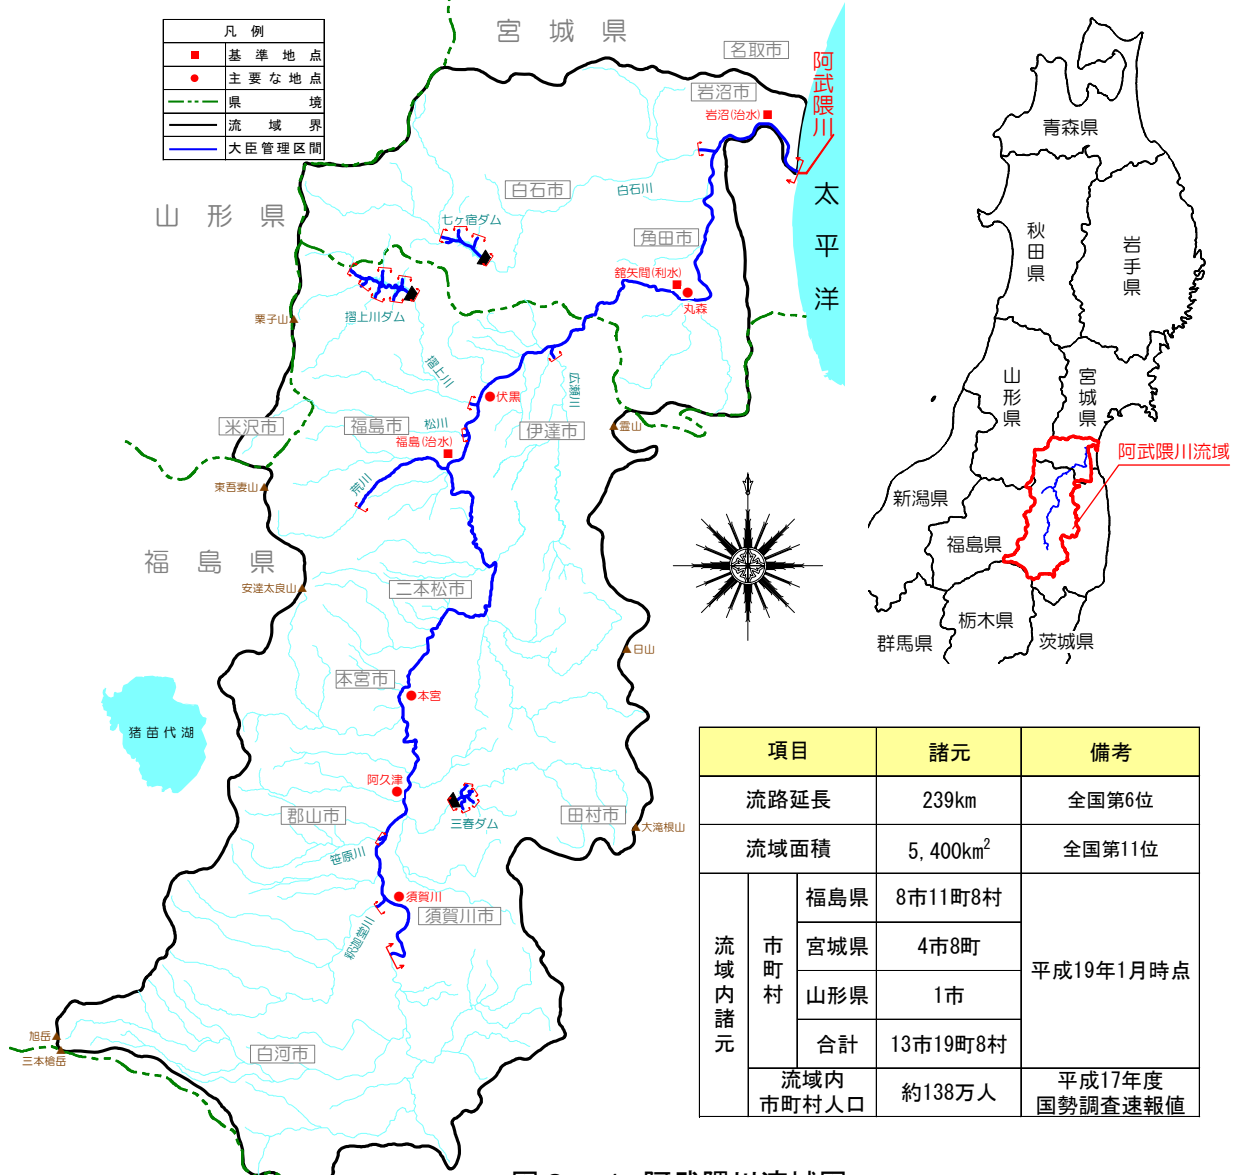 凡例
基準地点
主要な地点
県境
流域界
大臣管理区間
宮城県
名取市
岩沼市
岩沼(治水)
阿武隈川
太平洋
白石市
白石川
山形県
七ヶ宿ダム
角田市
舘矢間(利水)
丸森
摺上川ダム
栗子山
摺上川
広瀬川
伏黒
米沢市
福島市
松川
福島(治水)
伊達市
霊山
東吾妻山
荒川
福島県
安達太良山
二本松市
日山
本宮市
本宮
猪苗代湖
阿久津
三春ダム
郡山市
田村市
大滝根山
笹原川
須賀川
須賀川市
釈迦堂川
旭岳
三本槍岳
白河市
青森県
秋田県
岩手県
山形県
宮城県
阿武隈川流域
新潟県
福島県
栃木県
群馬県
茨城県
項目 諸元 備考
流路延長 239km 全国第6位
流域面積 5,400km² 全国第11位
流域内諸元
市町村
福島県 8市11町8村
宮城県 4市8町
平成19年1月時点
山形県 1市
合計 13市19町8村
流域内
市町村人口
約138万人
平成17年度
国勢調査速報値